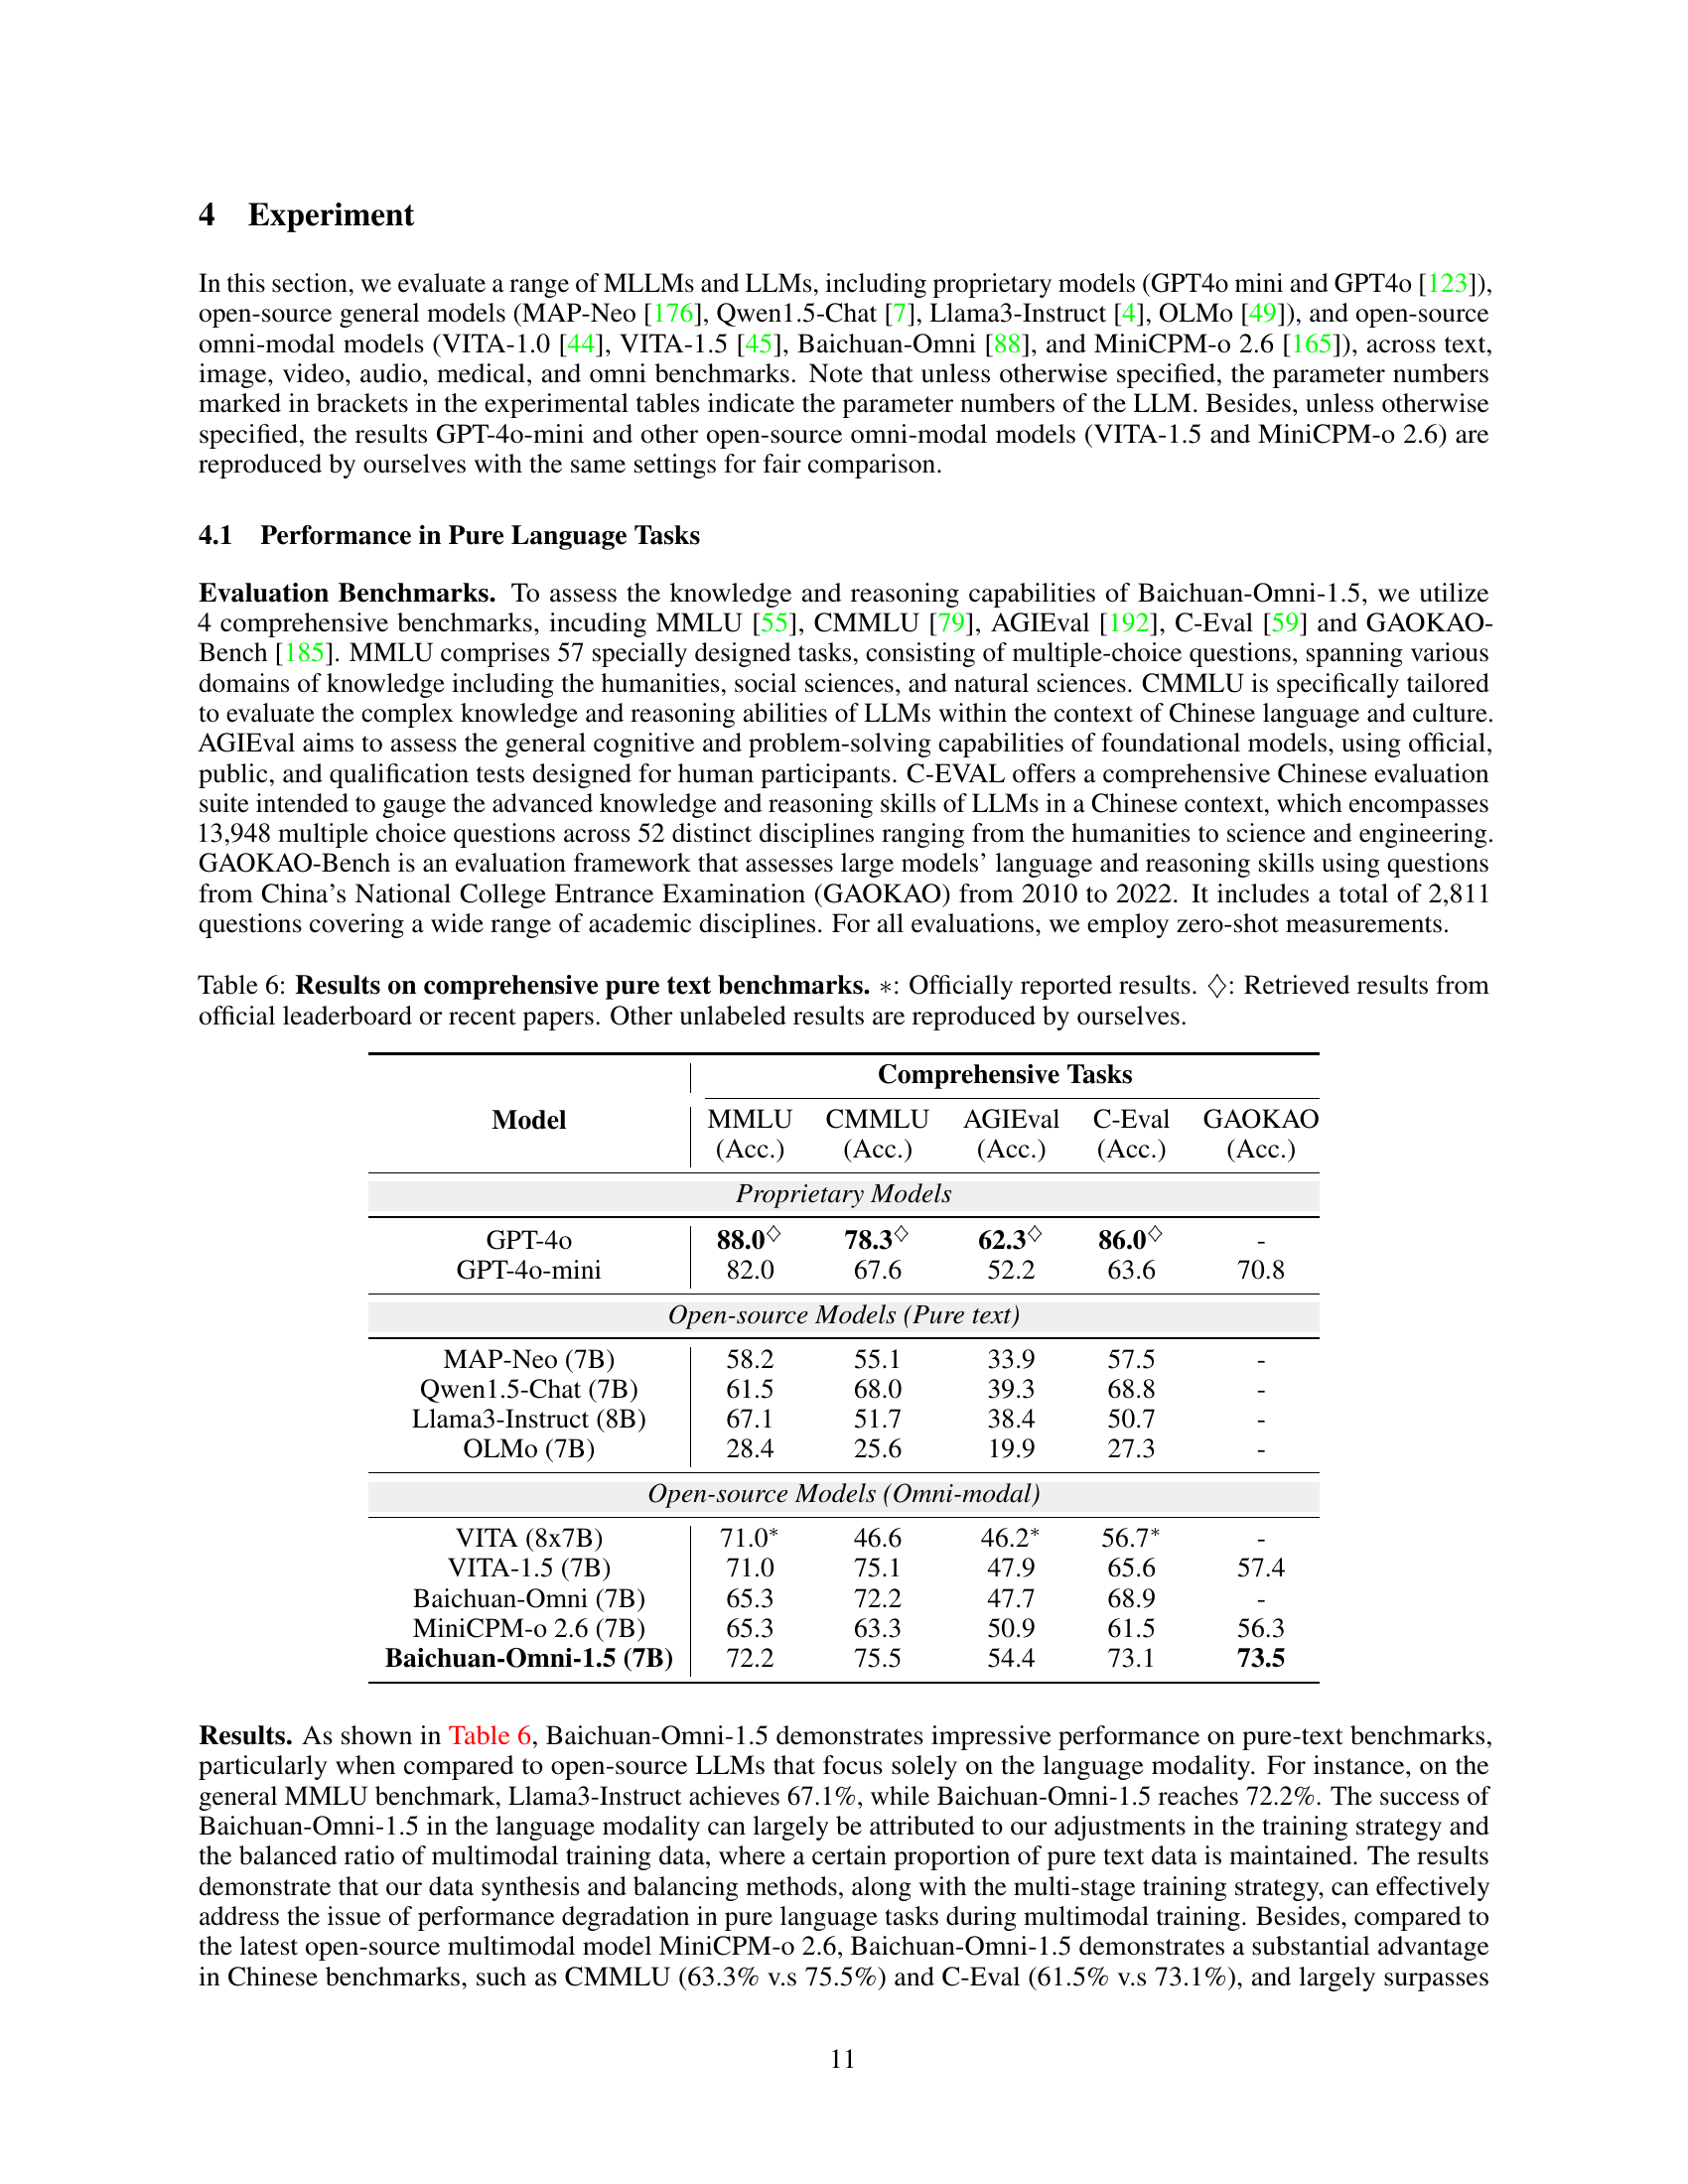 4 Experiment
In this section, we evaluate a range of MLLMs and LLMs, including proprietary models (GPT4o mini and GPT4o [123]),
open-source general models (MAP-Neo [176], Qwen1.5-Chat [7], Llama3-Instruct [4], OLMo [49]), and open-source
omni-modal models (VITA-1.0 [44], VITA-1.5 [45], Baichuan-Omni [88], and MiniCPM-o 2.6 [165]), across text,
image, video, audio, medical, and omni benchmarks. Note that unless otherwise specified, the parameter numbers
marked in brackets in the experimental tables indicate the parameter numbers of the LLM. Besides, unless otherwise
specified, the results GPT-4o-mini and other open-source omni-modal models (VITA-1.5 and MiniCPM-o 2.6) are
reproduced by ourselves with the same settings for fair comparison.
4.1 Performance in Pure Language Tasks
Evaluation Benchmarks. To assess the knowledge and reasoning capabilities of Baichuan-Omni-1.5, we utilize
4 comprehensive benchmarks, incuding MMLU [55], CMMLU [79], AGIEval [192], C-Eval [59] and GAOKAO-
Bench [185]. MMLU comprises 57 specially designed tasks, consisting of multiple-choice questions, spanning various
domains of knowledge including the humanities, social sciences, and natural sciences. CMMLU is specifically tailored
to evaluate the complex knowledge and reasoning abilities of LLMs within the context of Chinese language and culture.
AGIEval aims to assess the general cognitive and problem-solving capabilities of foundational models, using official,
public, and qualification tests designed for human participants. C-EVAL offers a comprehensive Chinese evaluation
suite intended to gauge the advanced knowledge and reasoning skills of LLMs in a Chinese context, which encompasses
13,948 multiple choice questions across 52 distinct disciplines ranging from the humanities to science and engineering.
GAOKAO-Bench is an evaluation framework that assesses large models' language and reasoning skills using questions
from China's National College Entrance Examination (GAOKAO) from 2010 to 2022. It includes a total of 2,811
questions covering a wide range of academic disciplines. For all evaluations, we employ zero-shot measurements.
Table 6: Results on comprehensive pure text benchmarks. ∗: Officially reported results. ♢: Retrieved results from
official leaderboard or recent papers. Other unlabeled results are reproduced by ourselves.
Comprehensive Tasks
Model MMLU CMMLU AGIEval C-Eval GAOKAO
(Acc.) (Acc.) (Acc.) (Acc.) (Acc.)
Proprietary Models
GPT-4o 88.0♢ 78.3♢ 62.3♢ 86.0♢ -
GPT-4o-mini 82.0 67.6 52.2 63.6 70.8
Open-source Models (Pure text)
MAP-Neo (7B) 58.2 55.1 33.9 57.5 -
Qwen1.5-Chat (7B) 61.5 68.0 39.3 68.8 -
Llama3-Instruct (8B) 67.1 51.7 38.4 50.7 -
OLMo (7B) 28.4 25.6 19.9 27.3 -
Open-source Models (Omni-modal)
VITA (8x7B) 71.0∗ 46.6 46.2∗ 56.7∗ -
VITA-1.5 (7B) 71.0 75.1 47.9 65.6 57.4
Baichuan-Omni (7B) 65.3 72.2 47.7 68.9 -
MiniCPM-o 2.6 (7B) 65.3 63.3 50.9 61.5 56.3
Baichuan-Omni-1.5 (7B) 72.2 75.5 54.4 73.1 73.5
Results. As shown in Table 6, Baichuan-Omni-1.5 demonstrates impressive performance on pure-text benchmarks,
particularly when compared to open-source LLMs that focus solely on the language modality. For instance, on the
general MMLU benchmark, Llama3-Instruct achieves 67.1%, while Baichuan-Omni-1.5 reaches 72.2%. The success of
Baichuan-Omni-1.5 in the language modality can largely be attributed to our adjustments in the training strategy and
the balanced ratio of multimodal training data, where a certain proportion of pure text data is maintained. The results
demonstrate that our data synthesis and balancing methods, along with the multi-stage training strategy, can effectively
address the issue of performance degradation in pure language tasks during multimodal training. Besides, compared to
the latest open-source multimodal model MiniCPM-o 2.6, Baichuan-Omni-1.5 demonstrates a substantial advantage
in Chinese benchmarks, such as CMMLU (63.3% v.s 75.5%) and C-Eval (61.5% v.s 73.1%), and largely surpasses
11